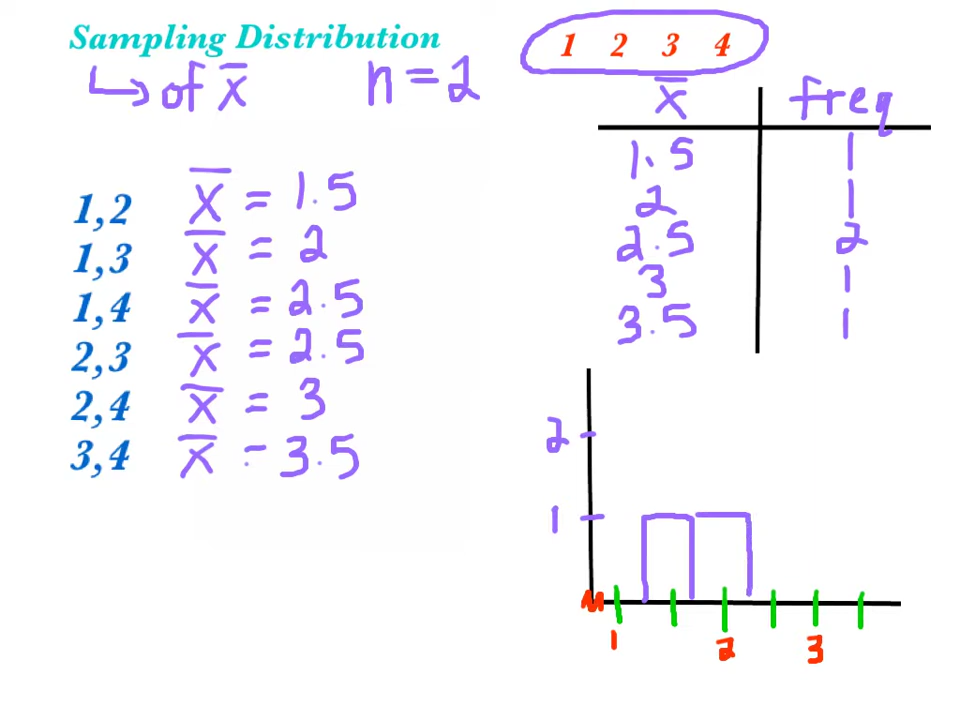 Sampling Distribution
1 2 3 4
↳ of x̄ n = 2
x̄ freq
1.5 1
2 1
2.5 2
3 1
3.5 1
1,2 x̄ = 1.5
1,3 x̄ = 2
1,4 x̄ = 2.5
2,3 x̄ = 2.5
2,4 x̄ = 3
3,4 x̄ = 3.5
2
1
1 2 3